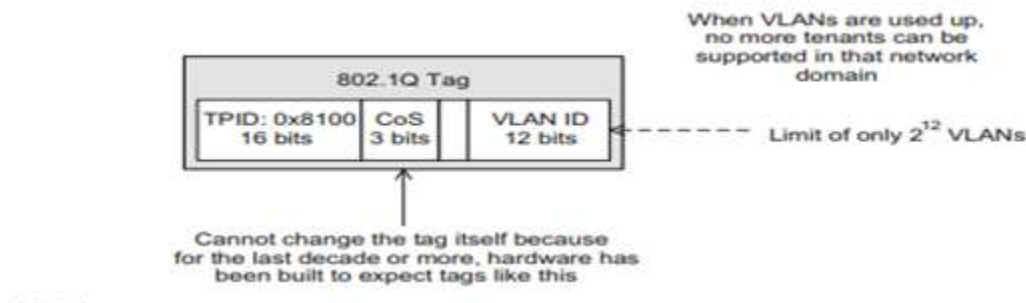 When VLANs are used up,
no more tenants can be
supported in that network
domain
802.1Q Tag
TPID: 0x8100 CoS VLAN ID
16 bits 3 bits 12 bits
Limit of only 2^12 VLANs
Cannot change the tag itself because
for the last decade or more, hardware has
been built to expect tags like this